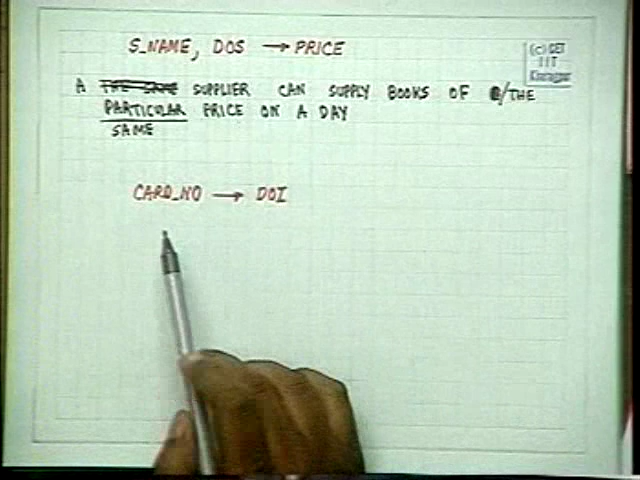 S_NAME, DOS → PRICE
(C) CET
I I T
Kharagpur
A THE SAME SUPPLIER CAN SUPPLY BOOKS OF /THE
PARTICULAR PRICE ON A DAY
SAME
CARD_NO → DOI